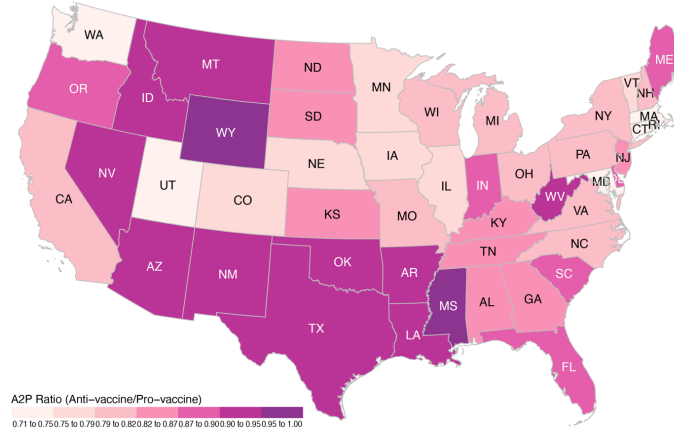 WA
MT
ND
MN
ME
OR
ID
SD
WI
MI
VT
NH
NY
WY
MA
CT
RI
NV
UT
NE
IA
PA
NJ
CA
CO
IL
IN
OH
MD
WV
KS
MO
KY
VA
AZ
NM
OK
AR
TN
NC
TX
LA
MS
AL
GA
SC
FL
A2P Ratio (Anti-vaccine/Pro-vaccine)
0.71 to 0.75 0.75 to 0.79 0.79 to 0.82 0.82 to 0.87 0.87 to 0.90 0.90 to 0.95 0.95 to 1.00